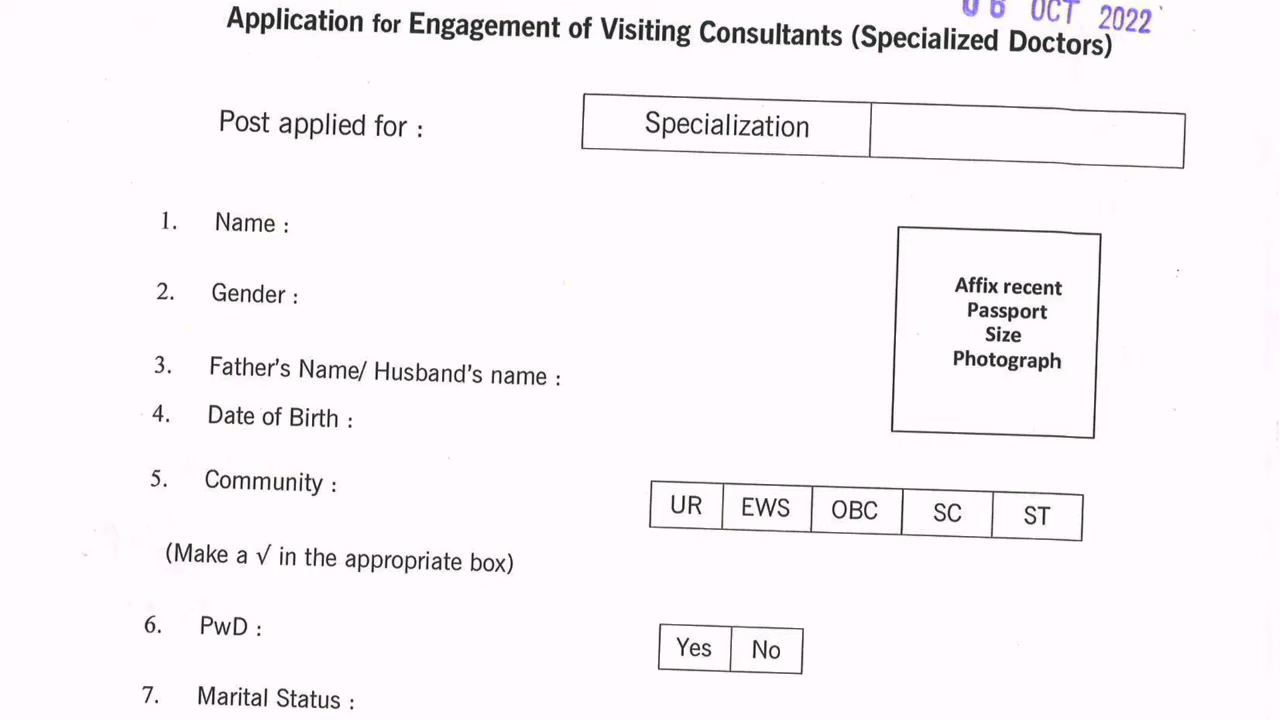 06 OCT 2022
Application for Engagement of Visiting Consultants (Specialized Doctors)
Post applied for :
Specialization
1. Name :
Affix recent
Passport
Size
Photograph
2. Gender :
3. Father's Name/ Husband's name :
4. Date of Birth :
5. Community :
UR EWS OBC SC ST
(Make a √ in the appropriate box)
6. PwD :
Yes No
7. Marital Status :